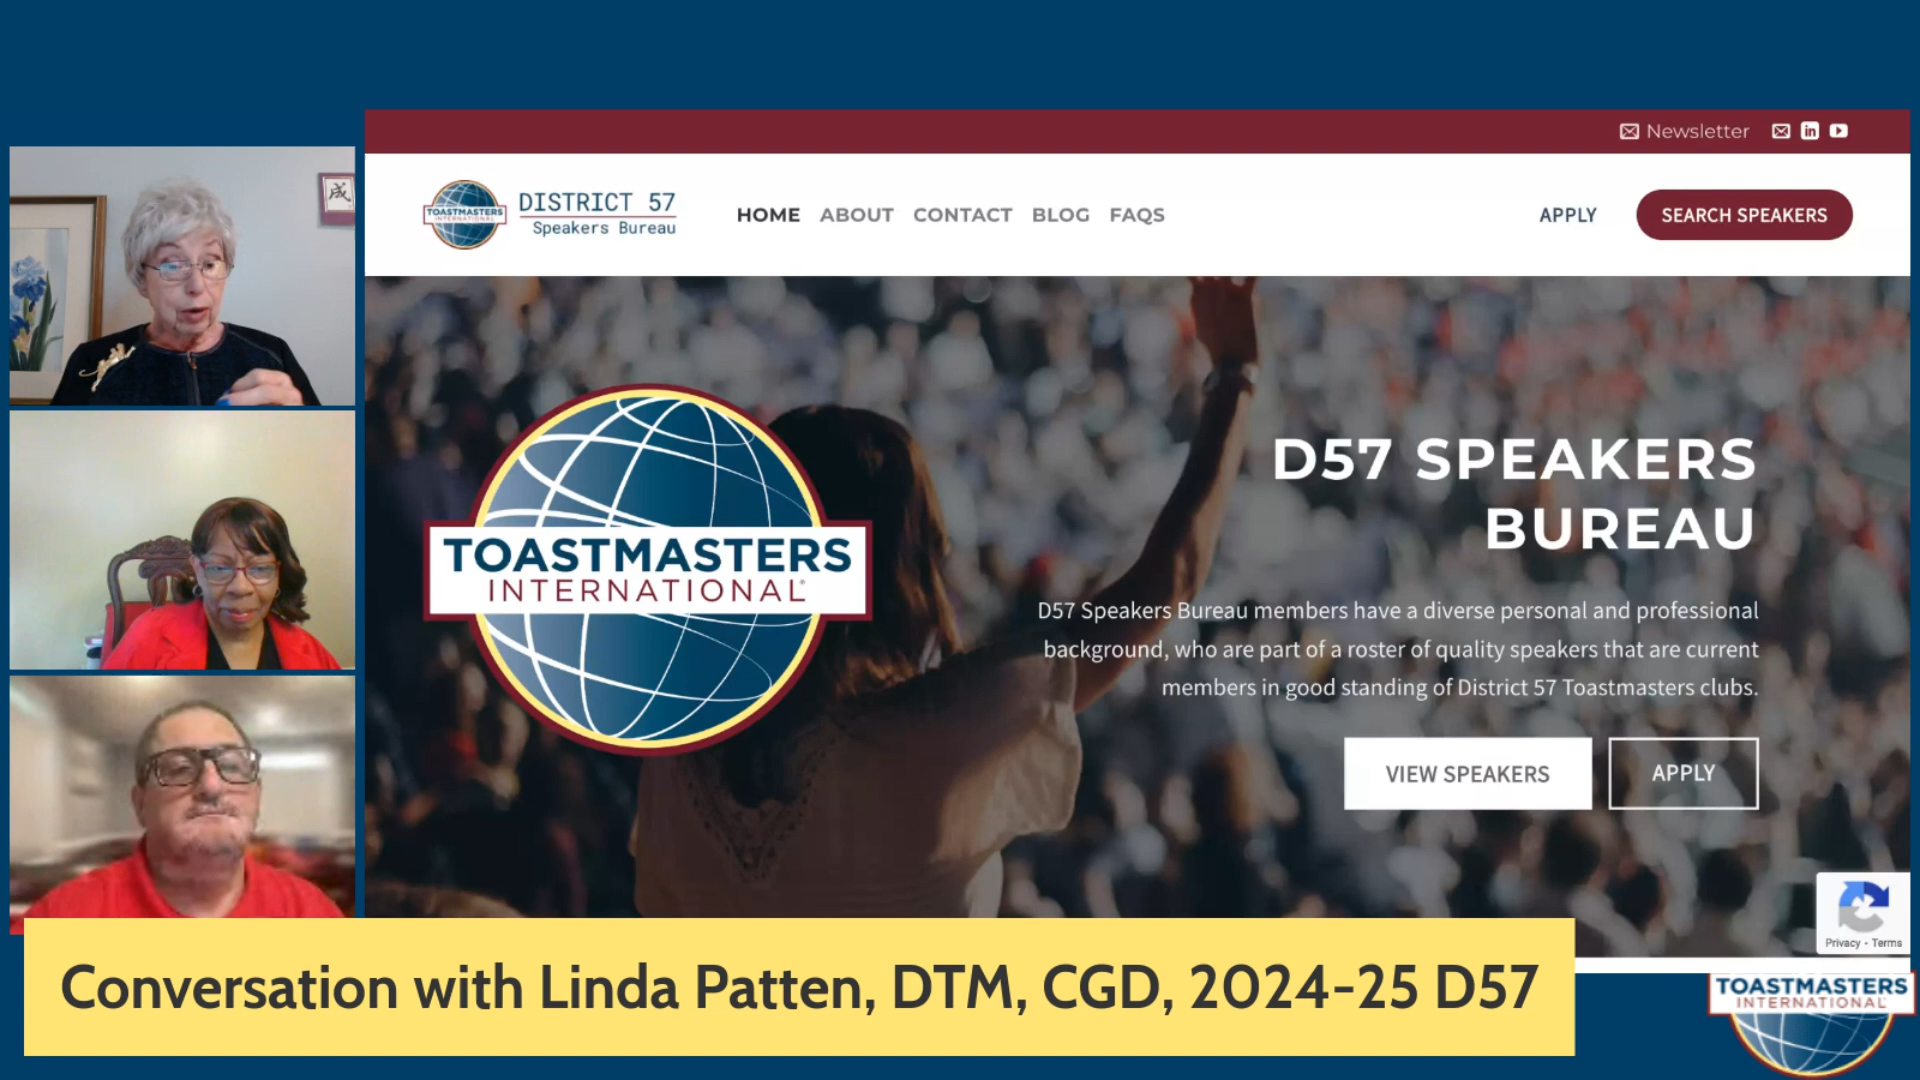 Newsletter
成
TOASTMASTERS
INTERNATIONAL
DISTRICT 57
Speakers Bureau
HOME ABOUT CONTACT BLOG FAQS
APPLY
SEARCH SPEAKERS
TOASTMASTERS
INTERNATIONAL
D57 SPEAKERS
BUREAU
D57 Speakers Bureau members have a diverse personal and professional
background, who are part of a roster of quality speakers that are current
members in good standing of District 57 Toastmasters clubs.
VIEW SPEAKERS
APPLY
Privacy - Terms
Conversation with Linda Patten, DTM, CGD, 2024-25 D57
TOASTMASTERS
INTERNATIONAL